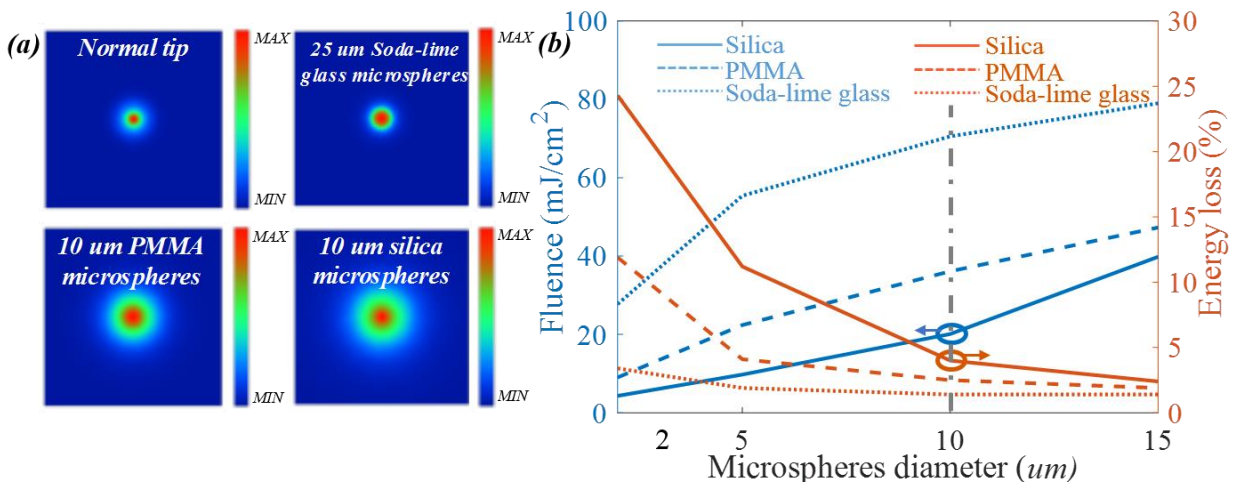 (a)
Normal tip
MAX
MIN
25 um Soda-lime
glass microspheres
MAX
MIN
10 um PMMA
microspheres
MAX
MIN
10 um silica
microspheres
MAX
MIN
(b)
Fluence (mJ/cm²)
100
80
60
40
20
0
Silica
PMMA
Soda-lime glass
Silica
PMMA
Soda-lime glass
30
25
20
15
10
5
0
Energy loss (%)
2
5
10
15
Microspheres diameter (um)